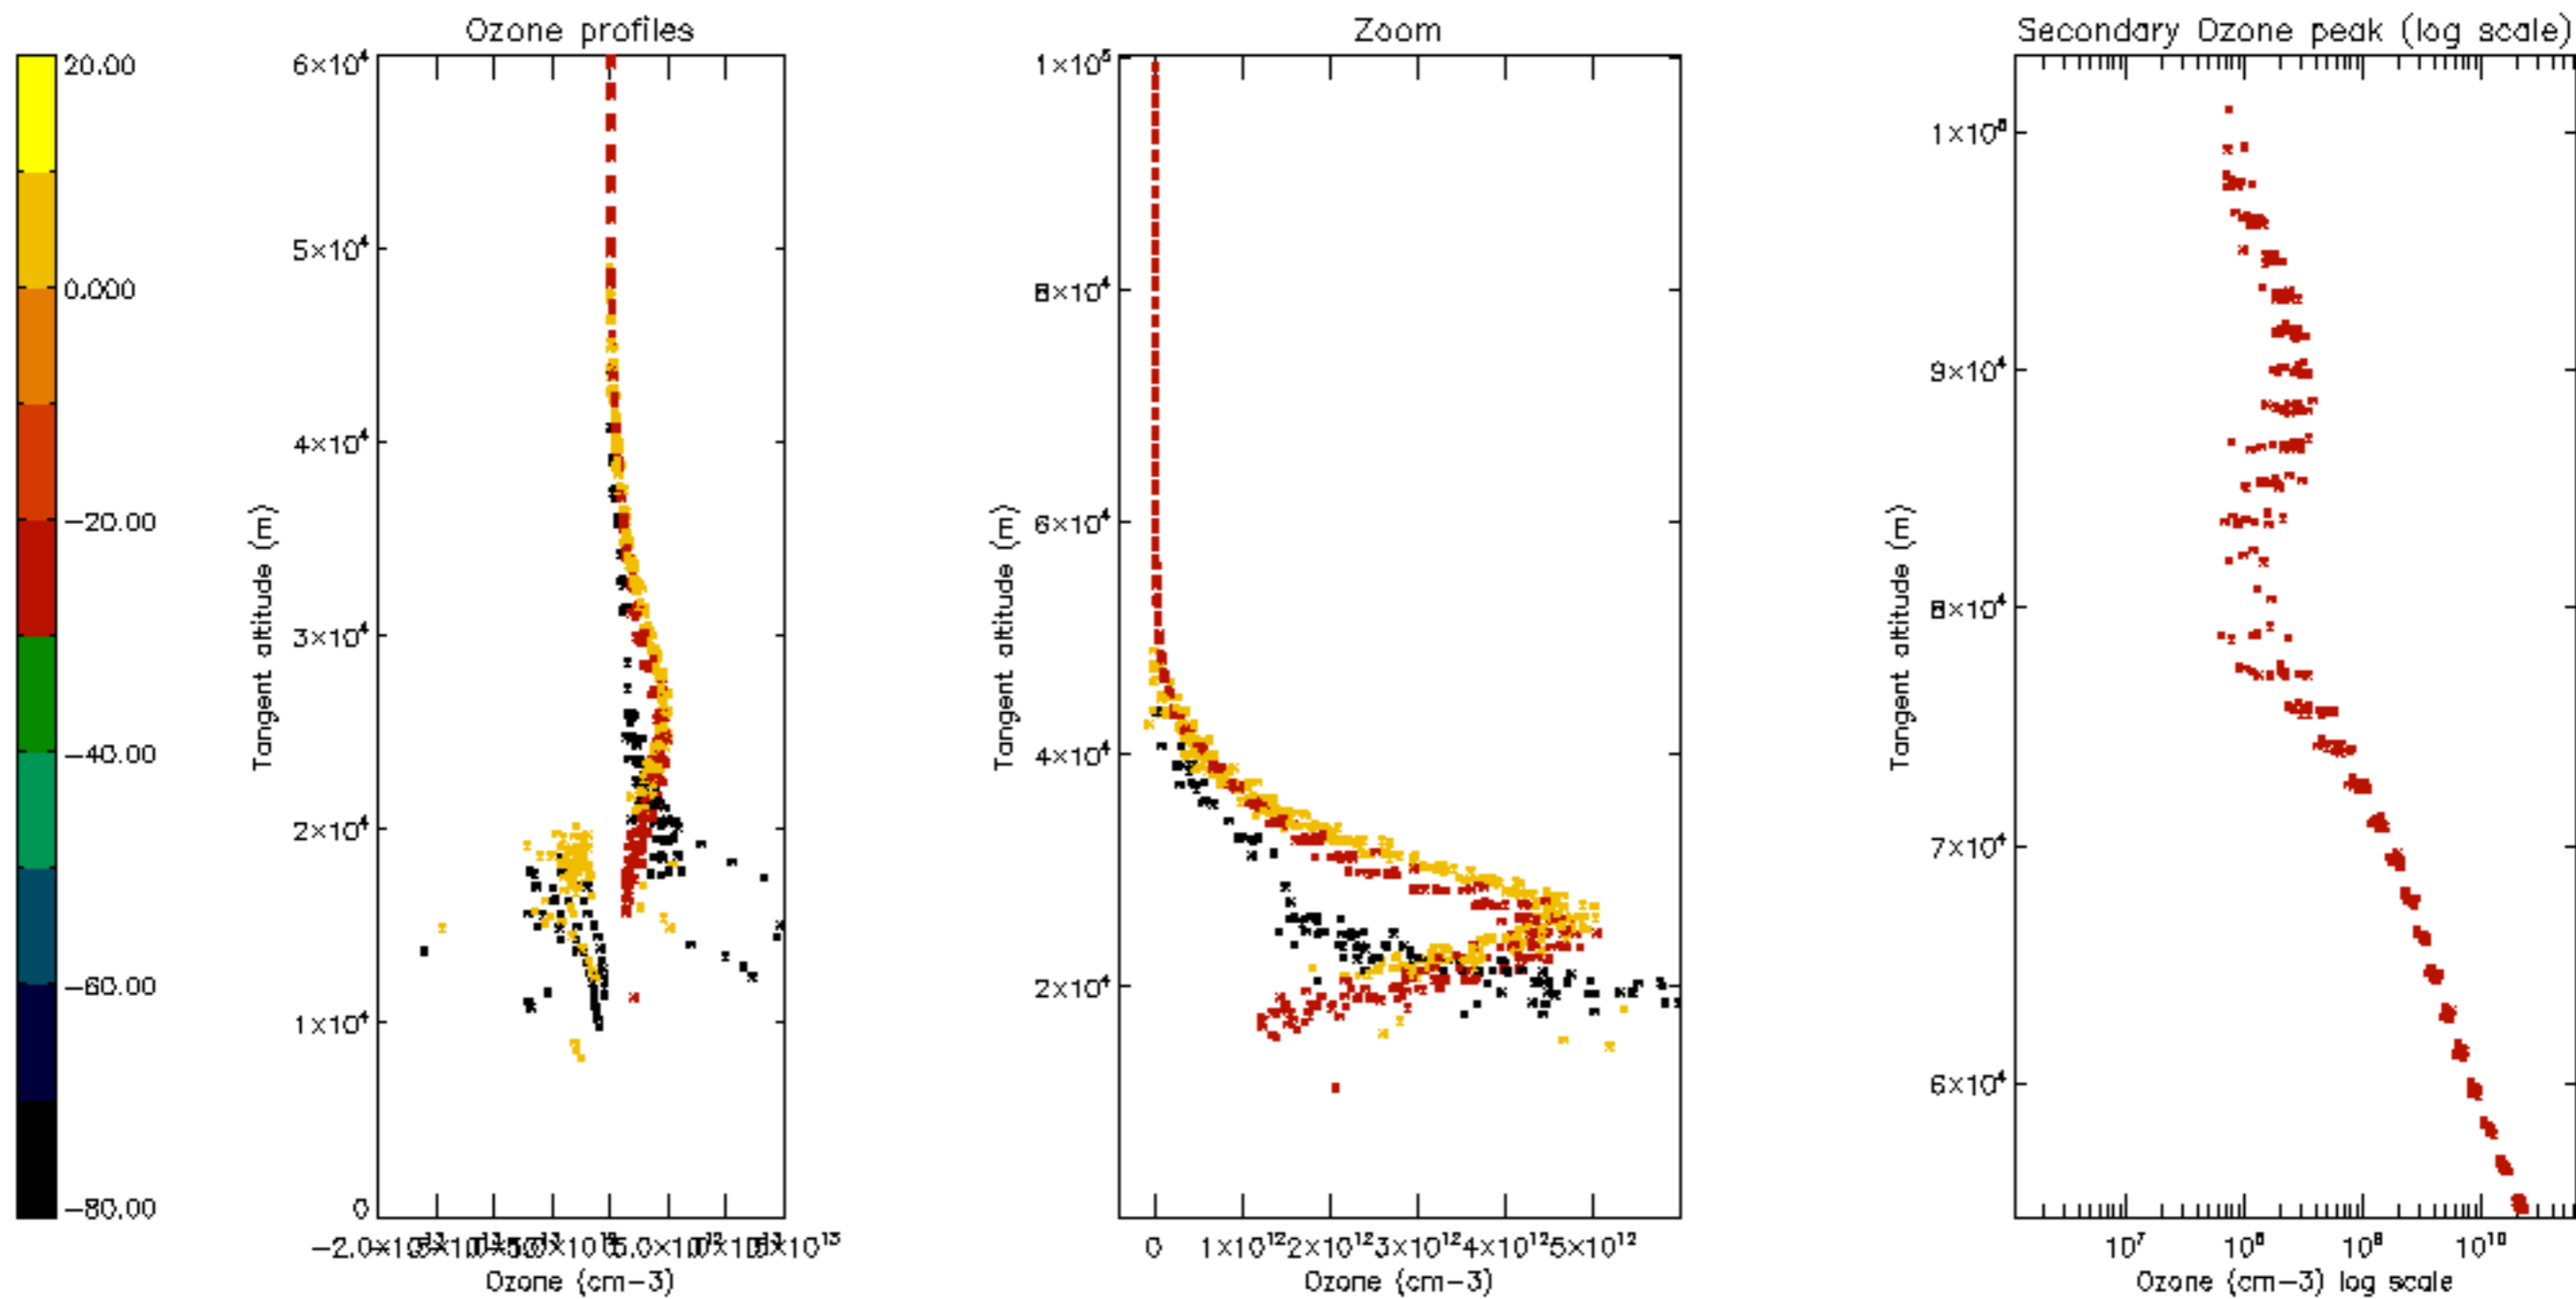 Ozone profiles
Zoom
Secondary Ozone peak (log scale)
20.00
0.000
−20.00
−40.00
−60.00
−80.00
Tangent altitude (m)
6×10⁴
5×10⁴
4×10⁴
3×10⁴
2×10⁴
1×10⁴
0
Ozone (cm−3)
Tangent altitude (m)
1×10⁵
8×10⁴
6×10⁴
4×10⁴
2×10⁴
0 1×10¹² 2×10¹² 3×10¹² 4×10¹² 5×10¹²
Ozone (cm−3)
Tangent altitude (m)
9×10⁴
8×10⁴
7×10⁴
6×10⁴
10⁷ 10⁸ 10⁹ 10¹⁰
Ozone (cm−3) log scale